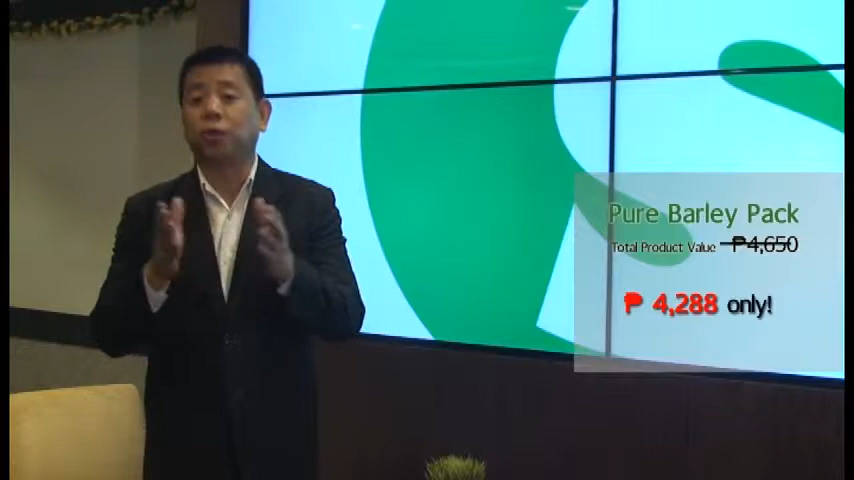 Pure Barley Pack
Total Product Value ₱4,650
₱ 4,288 only!